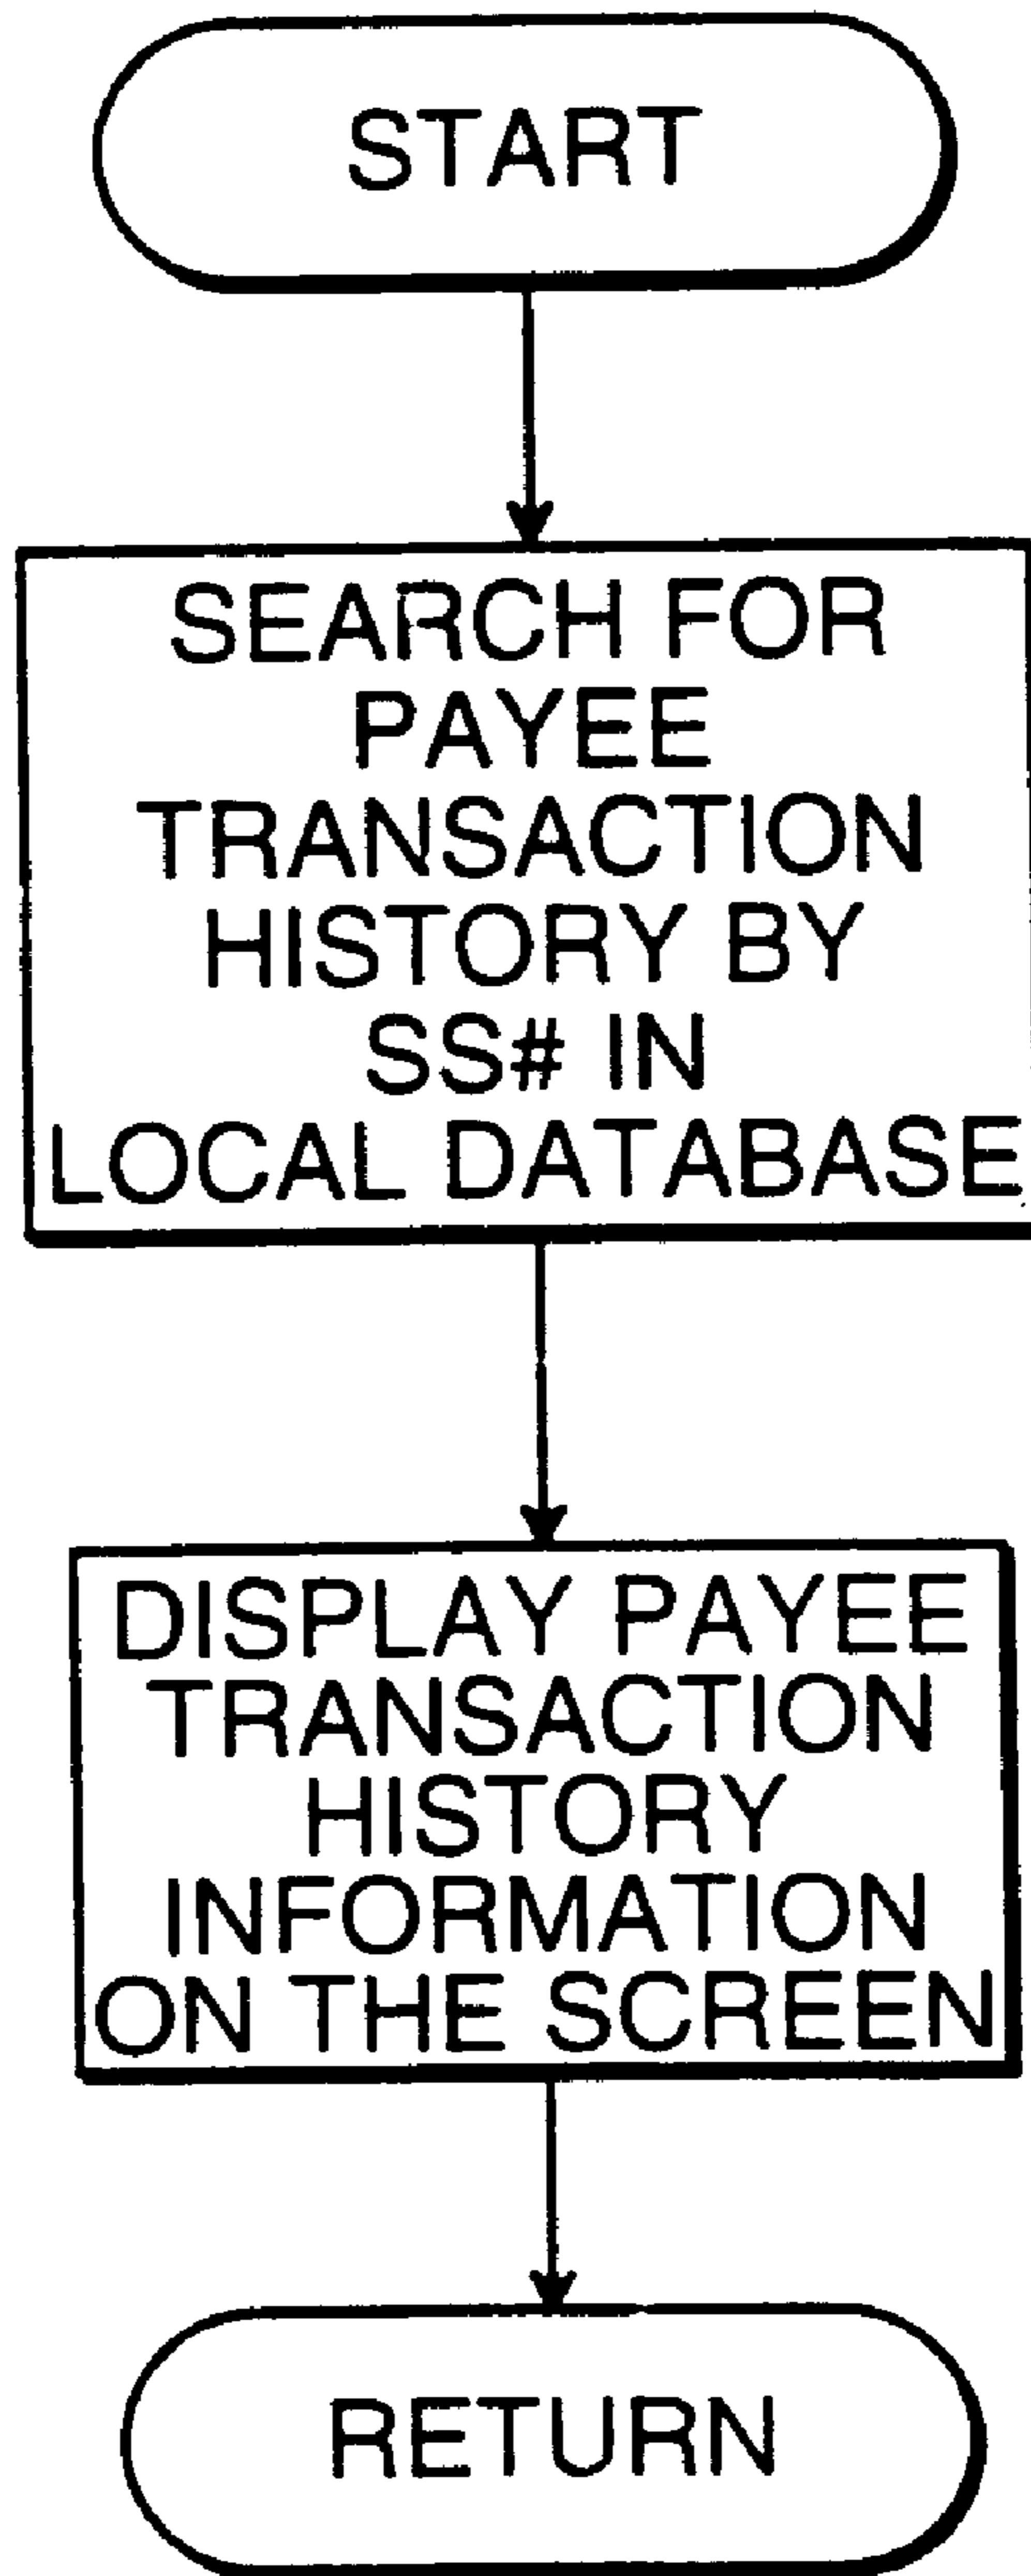 START
SEARCH FOR
PAYEE
TRANSACTION
HISTORY BY
SS# IN
LOCAL DATABASE
DISPLAY PAYEE
TRANSACTION
HISTORY
INFORMATION
ON THE SCREEN
RETURN